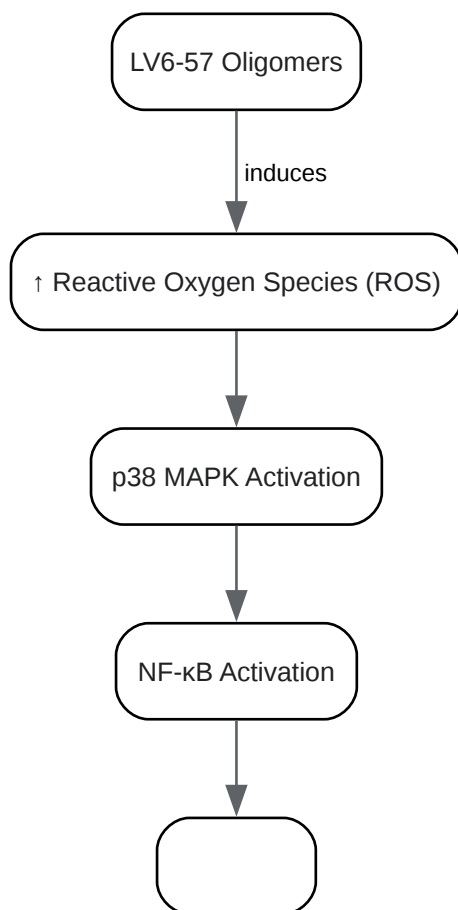 LV6-57 Oligomers
induces
↑ Reactive Oxygen Species (ROS)
p38 MAPK Activation
NF-κB Activation